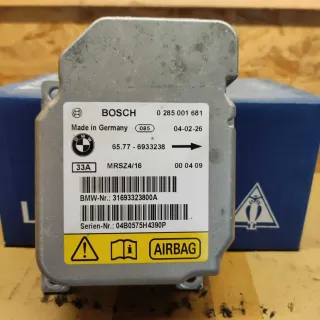 BOSCH 0 285 001 681
Made in Germany 085 04-02-26
65.77 - 6933238
33A MRSZ4/16 00 04 09
BMW-Nr.: 31693323800A
Serien-Nr.: 04B0575H4390P
AIRBAG
L